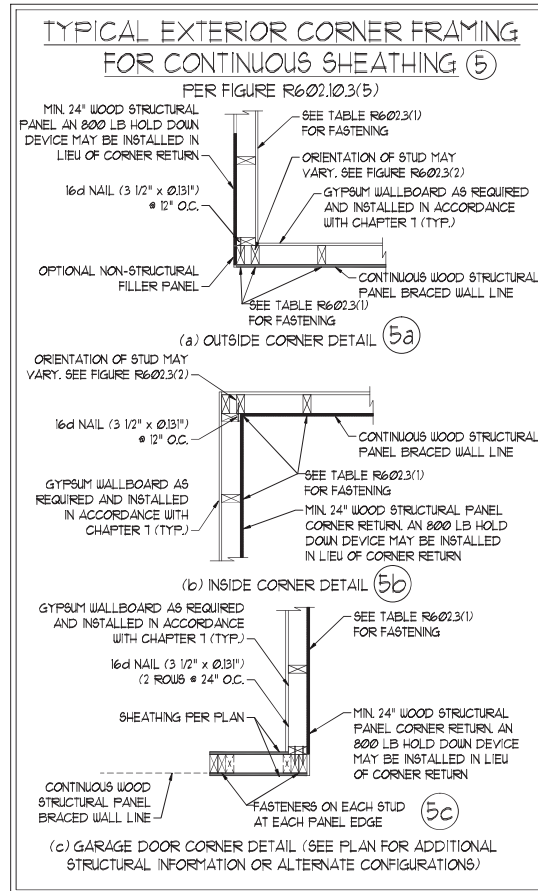 TYPICAL EXTERIOR CORNER FRAMING
FOR CONTINUOUS SHEATHING 5
PER FIGURE R602.10.3(5)
MIN. 24" WOOD STRUCTURAL
PANEL AN 800 LB HOLD DOWN
DEVICE MAY BE INSTALLED IN
LIEU OF CORNER RETURN
16d NAIL (3 1/2" x 0.131")
@ 12" O.C.
OPTIONAL NON-STRUCTURAL
FILLER PANEL
SEE TABLE R602.3(1)
FOR FASTENING
ORIENTATION OF STUD MAY
VARY. SEE FIGURE R602.3(2)
GYPSUM WALLBOARD AS REQUIRED
AND INSTALLED IN ACCORDANCE
WITH CHAPTER 7 (TYP.)
CONTINUOUS WOOD STRUCTURAL
PANEL BRACED WALL LINE
SEE TABLE R602.3(1)
FOR FASTENING
(a) OUTSIDE CORNER DETAIL 5a
ORIENTATION OF STUD MAY
VARY. SEE FIGURE R602.3(2)
16d NAIL (3 1/2" x 0.131")
@ 12" O.C.
GYPSUM WALLBOARD AS
REQUIRED AND INSTALLED
IN ACCORDANCE WITH
CHAPTER 7 (TYP.)
CONTINUOUS WOOD STRUCTURAL
PANEL BRACED WALL LINE
SEE TABLE R602.3(1)
FOR FASTENING
MIN. 24" WOOD STRUCTURAL PANEL
CORNER RETURN. AN 800 LB HOLD
DOWN DEVICE MAY BE INSTALLED
IN LIEU OF CORNER RETURN
(b) INSIDE CORNER DETAIL 5b
GYPSUM WALLBOARD AS REQUIRED
AND INSTALLED IN ACCORDANCE
WITH CHAPTER 7 (TYP.)
16d NAIL (3 1/2" x 0.131")
(2 ROWS @ 24" O.C.
SHEATHING PER PLAN
CONTINUOUS WOOD
STRUCTURAL PANEL
BRACED WALL LINE
SEE TABLE R602.3(1)
FOR FASTENING
MIN. 24" WOOD STRUCTURAL
PANEL CORNER RETURN. AN
800 LB HOLD DOWN DEVICE
MAY BE INSTALLED IN LIEU
OF CORNER RETURN
FASTENERS ON EACH STUD
AT EACH PANEL EDGE
5c
(c) GARAGE DOOR CORNER DETAIL (SEE PLAN FOR ADDITIONAL
STRUCTURAL INFORMATION OR ALTERNATE CONFIGURATIONS)